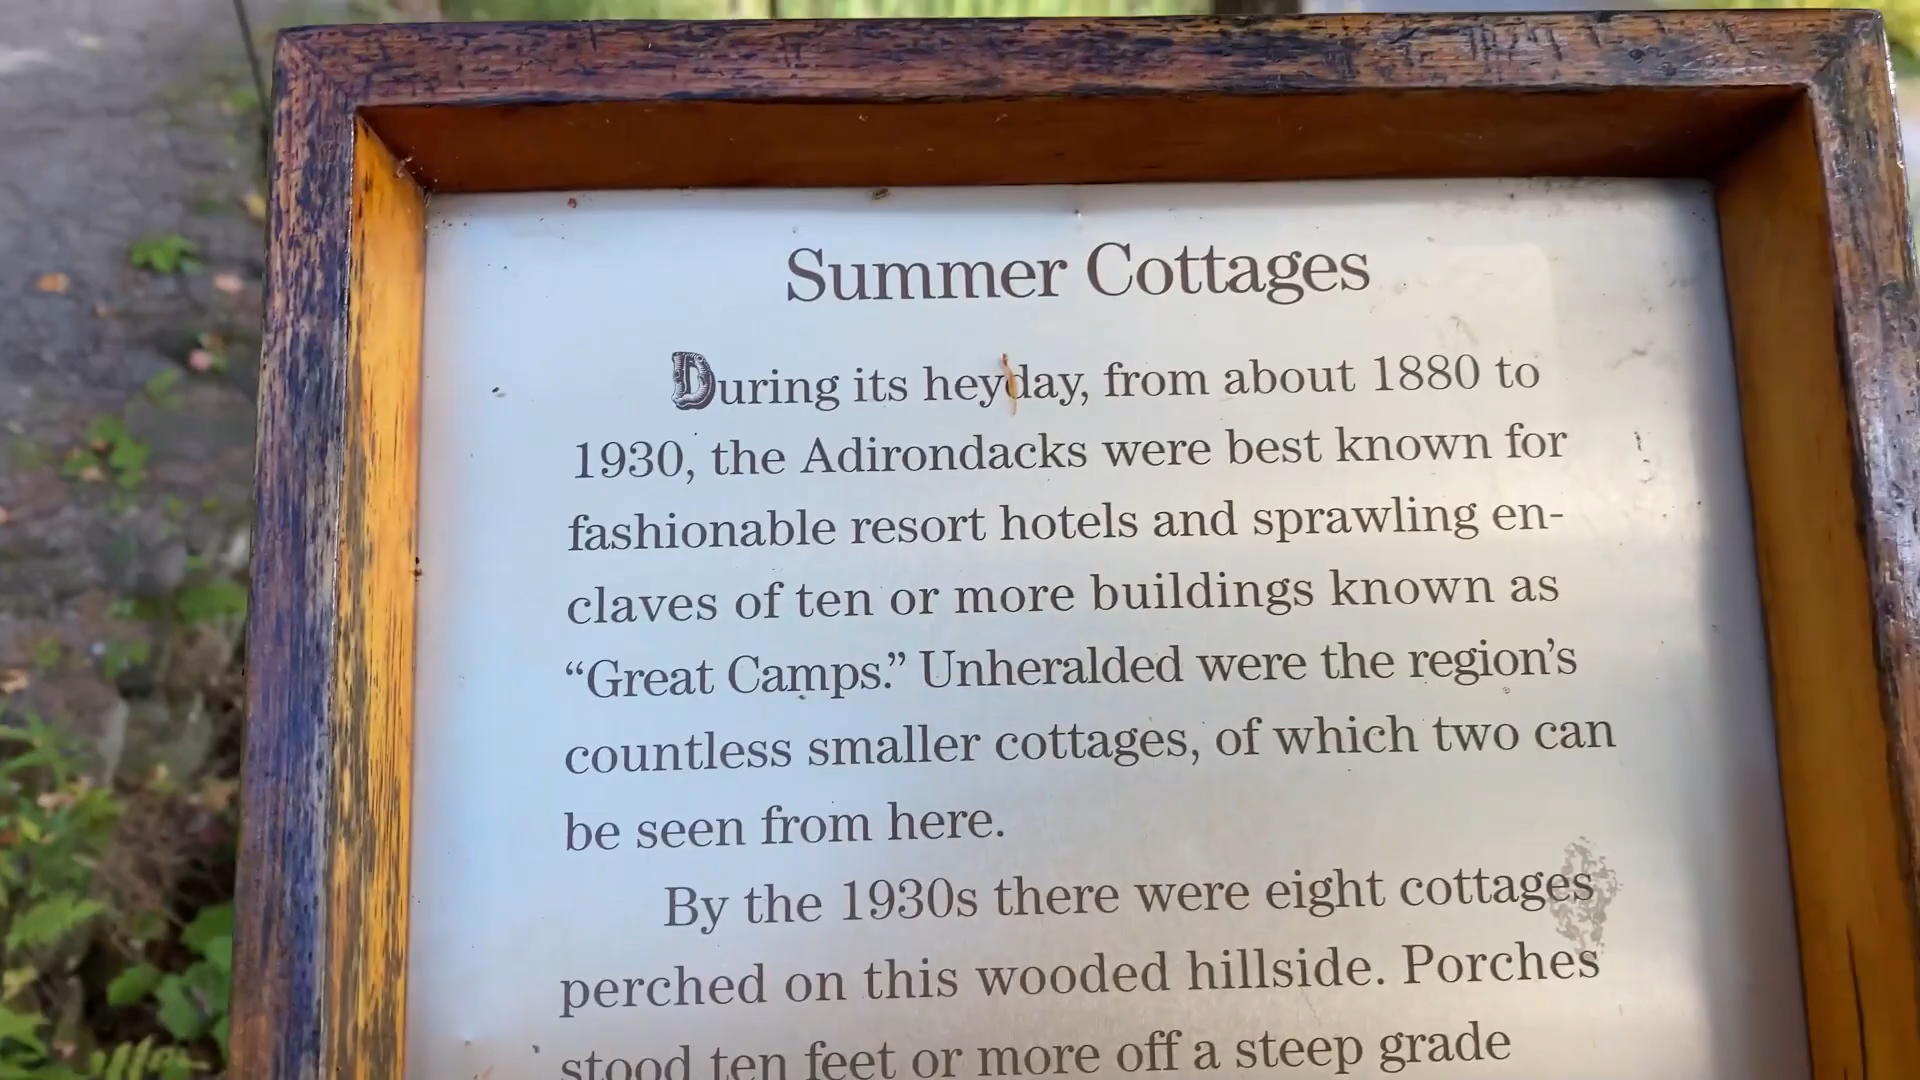 Summer Cottages
During its heyday, from about 1880 to
1930, the Adirondacks were best known for
fashionable resort hotels and sprawling en-
claves of ten or more buildings known as
“Great Camps.” Unheralded were the region’s
countless smaller cottages, of which two can
be seen from here.
By the 1930s there were eight cottages
perched on this wooded hillside. Porches
stood ten feet or more off a steep grade